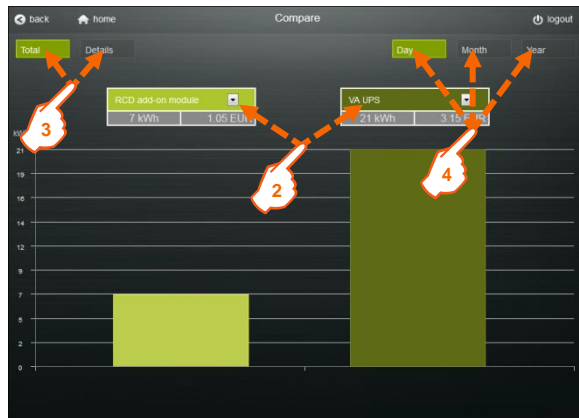 back home Compare logout
Total Details Day Month Year
RCD add-on module VA UPS
7 kWh 1.05 EUR 21 kWh 3.15 EUR
3 2 4
21
19
16
14
12
9
7
5
2
0